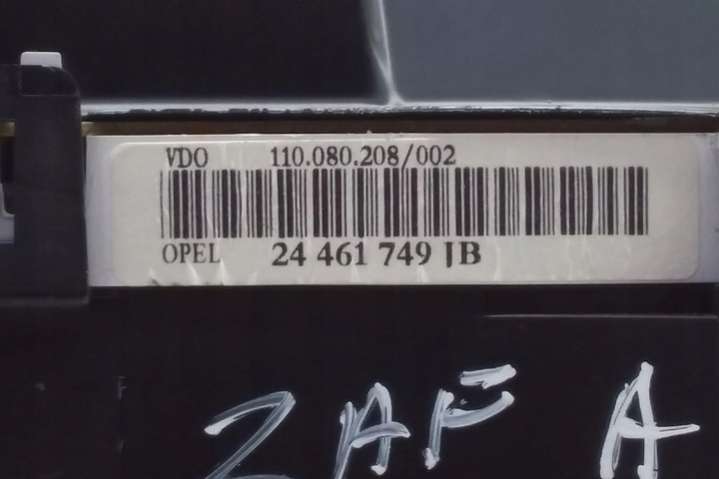 VDO 110.080.208/002
OPEL 24 461 749 JB
ZAF A